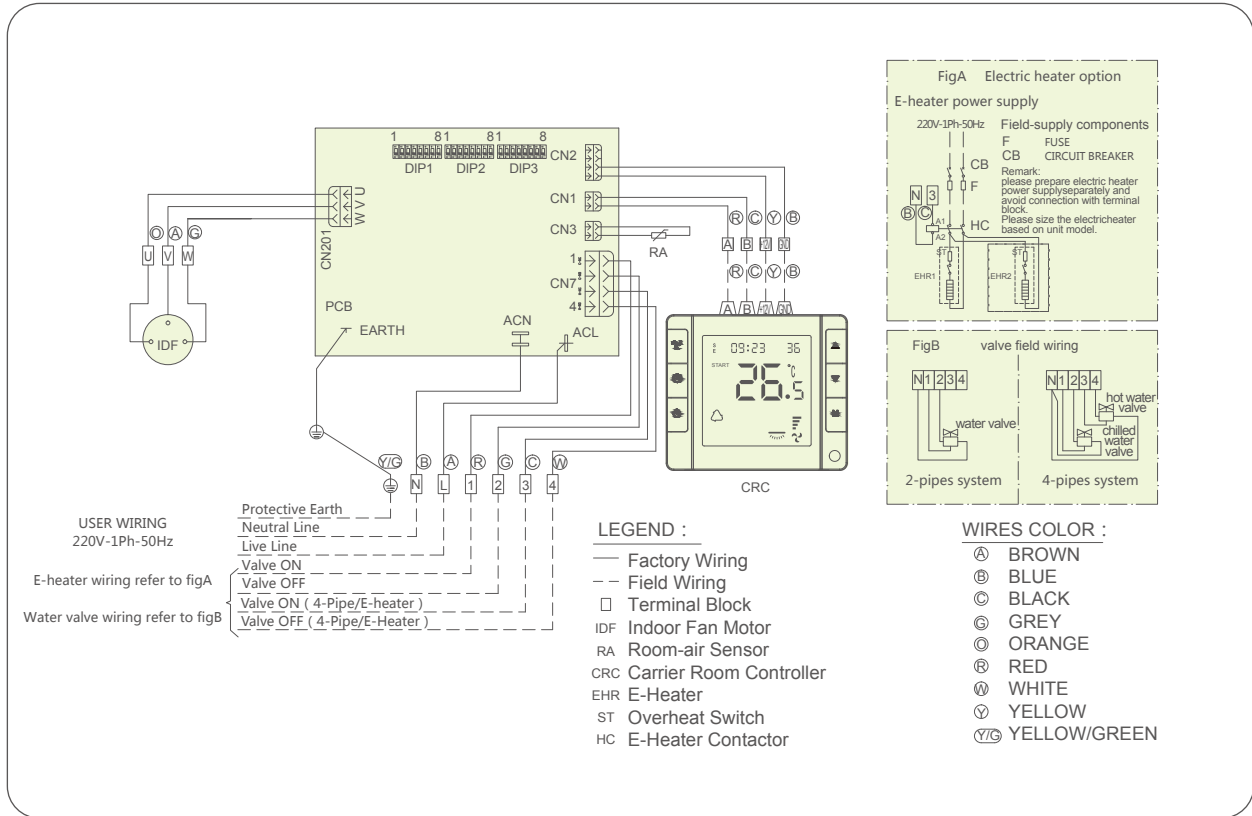 1 8 1 8 1 8
DIP1 DIP2 DIP3
CN2
CN1
CN3
CN7
1
4
RA
U
V
W
CN201
O A G
U V W
IDF
PCB
EARTH
ACN
ACL
R C Y B
A B +12V GND
R C Y B
A B +12V GND
09:23 36
START
26.5
℃
CRC
Y/G B A R G C W
N L 1 2 3 4
USER WIRING
220V-1Ph-50Hz
Protective Earth
Neutral Line
Live Line
Valve ON
Valve OFF
Valve ON ( 4-Pipe/E-heater )
Valve OFF ( 4-Pipe/E-Heater )
E-heater wiring refer to figA
Water valve wiring refer to figB
LEGEND :
Factory Wiring
Field Wiring
Terminal Block
IDF Indoor Fan Motor
RA Room-air Sensor
CRC Carrier Room Controller
EHR E-Heater
ST Overheat Switch
HC E-Heater Contactor
FigA Electric heater option
E-heater power supply
220V-1Ph-50Hz
Field-supply components
F FUSE
CB CIRCUIT BREAKER
Remark:
please prepare electric heater
power supplyseparately and
avoid connection with terminal
block.
Please size the electricheater
based on unit model.
CB
F
HC
N 3
B C
A1
A2
ST
ST
EHR1
EHR2
FigB valve field wiring
N 1 2 3 4
water valve
2-pipes system
N 1 2 3 4
hot water
valve
chilled
water
valve
4-pipes system
WIRES COLOR :
A BROWN
B BLUE
C BLACK
G GREY
O ORANGE
R RED
W WHITE
Y YELLOW
Y/G YELLOW/GREEN